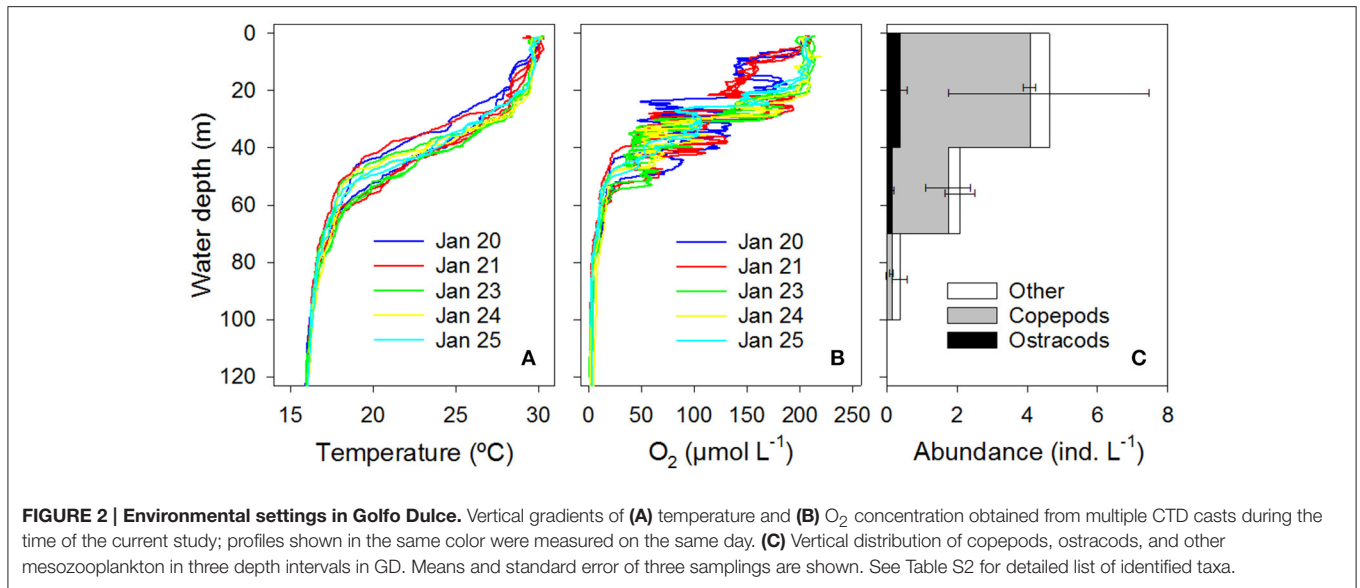 0
20
40
60
80
100
120
Water depth (m)
Jan 20
Jan 21
Jan 23
Jan 24
Jan 25
A
15 20 25 30
Temperature (ºC)
Jan 20
Jan 21
Jan 23
Jan 24
Jan 25
B
0 50 100 150 200 250
O2 (µmol L-1)
Other
Copepods
Ostracods
C
0 2 4 6 8
Abundance (ind. L-1)
FIGURE 2 | Environmental settings in Golfo Dulce. Vertical gradients of (A) temperature and (B) O2 concentration obtained from multiple CTD casts during the
time of the current study; profiles shown in the same color were measured on the same day. (C) Vertical distribution of copepods, ostracods, and other
mesozooplankton in three depth intervals in GD. Means and standard error of three samplings are shown. See Table S2 for detailed list of identified taxa.